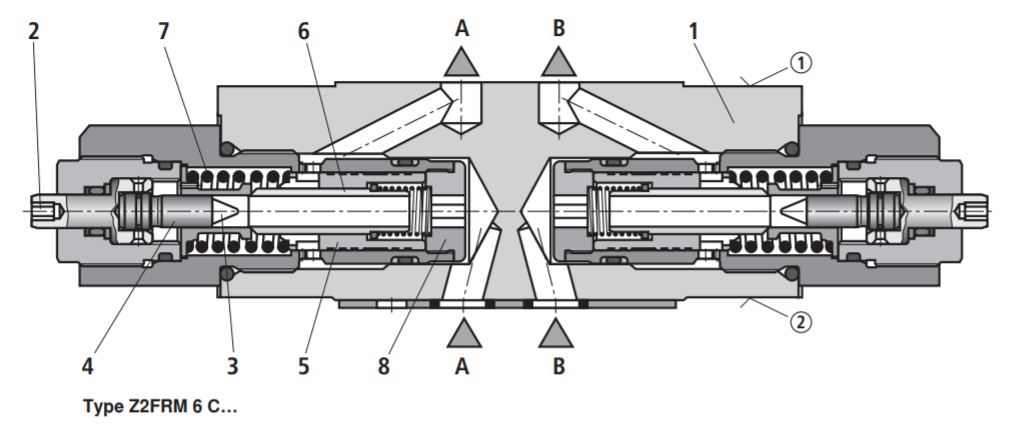 2 7 6 A B 1 ①
4 3 5 8 A B ②
Type Z2FRM 6 C…